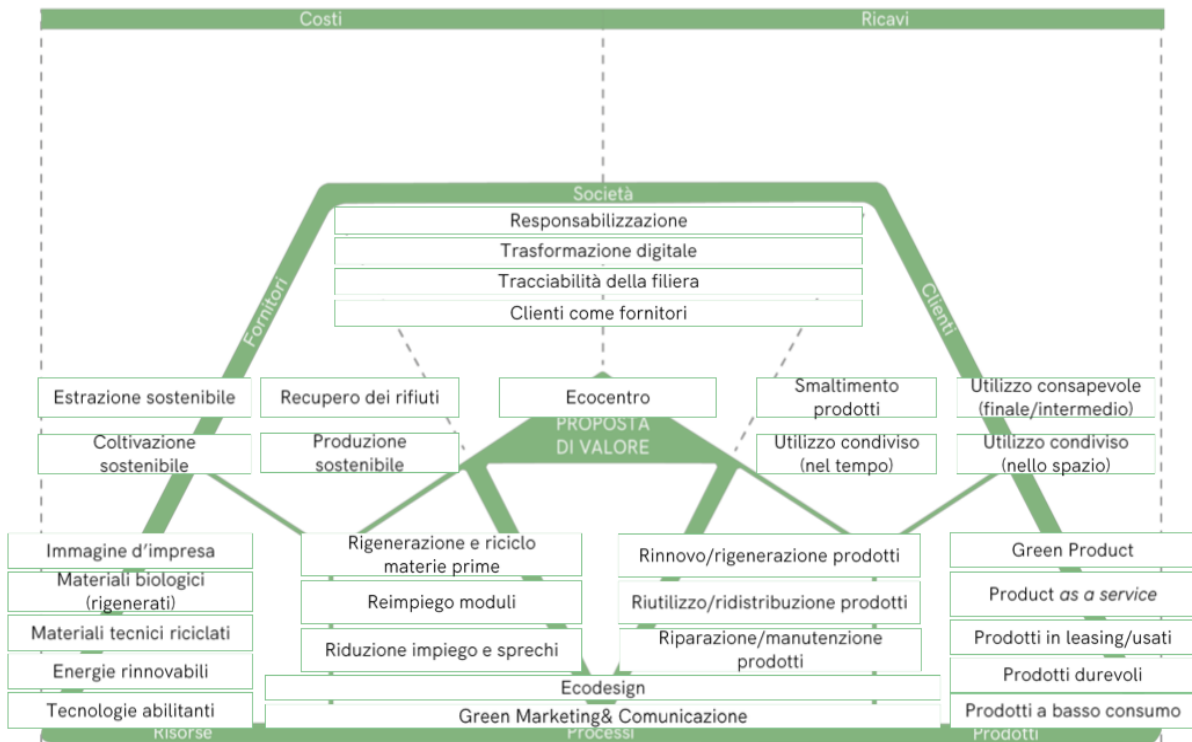 Costi
Ricavi
Società
Responsabilizzazione
Trasformazione digitale
Tracciabilità della filiera
Clienti come fornitori
Fornitori
Clienti
Estrazione sostenibile
Recupero dei rifiuti
Ecocentro
Smaltimento
prodotti
Utilizzo consapevole
(finale/intermedio)
PROPOSTA
DI VALORE
Coltivazione
sostenibile
Produzione
sostenibile
Utilizzo condiviso
(nel tempo)
Utilizzo condiviso
(nello spazio)
Immagine d'impresa
Materiali biologici
(rigenerati)
Materiali tecnici riciclati
Energie rinnovabili
Tecnologie abilitanti
Rigenerazione e riciclo
materie prime
Reimpiego moduli
Riduzione impiego e sprechi
Rinnovo/rigenerazione prodotti
Riutilizzo/ridistribuzione prodotti
Riparazione/manutenzione
prodotti
Green Product
Product as a service
Prodotti in leasing/usati
Prodotti durevoli
Prodotti a basso consumo
Ecodesign
Green Marketing& Comunicazione
Risorse
Processi
Prodotti